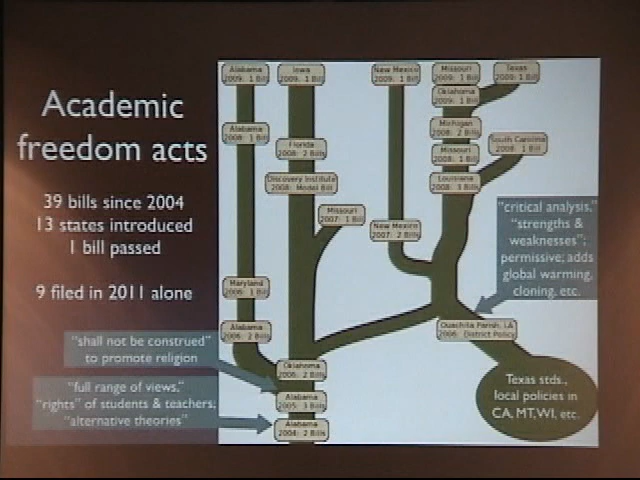 Academic
freedom acts
39 bills since 2004
13 states introduced
1 bill passed
9 filed in 2011 alone
"shall not be construed"
to promote religion
"full range of views,"
"rights" of students & teachers;
"alternative theories"
Alabama
2009: 1 Bill
Iowa
2009: 1 Bill
New Mexico
2009: 1 Bill
Missouri
2009: 1 Bill
Texas
2009: 1 Bill
Oklahoma
2009: 1 Bill
Alabama
2008: 1 Bill
Florida
2008: 2 Bills
Michigan
2008: 2 Bills
Missouri
2008: 1 Bill
South Carolina
2008: 1 Bill
Discovery Institute
2008: Model Bill
Louisiana
2008: 3 Bills
Missouri
2007: 1 Bill
New Mexico
2007: 2 Bills
"critical analysis,"
"strengths &
weaknesses";
permissive; adds
global warming,
cloning, etc.
Maryland
2006: 1 Bill
Alabama
2006: 2 Bills
Ouachita Parish, LA
2006: District Policy
Oklahoma
2006: 2 Bills
Alabama
2005: 3 Bills
Alabama
2004: 2 Bills
Texas stds.,
local policies in
CA, MT, WI, etc.